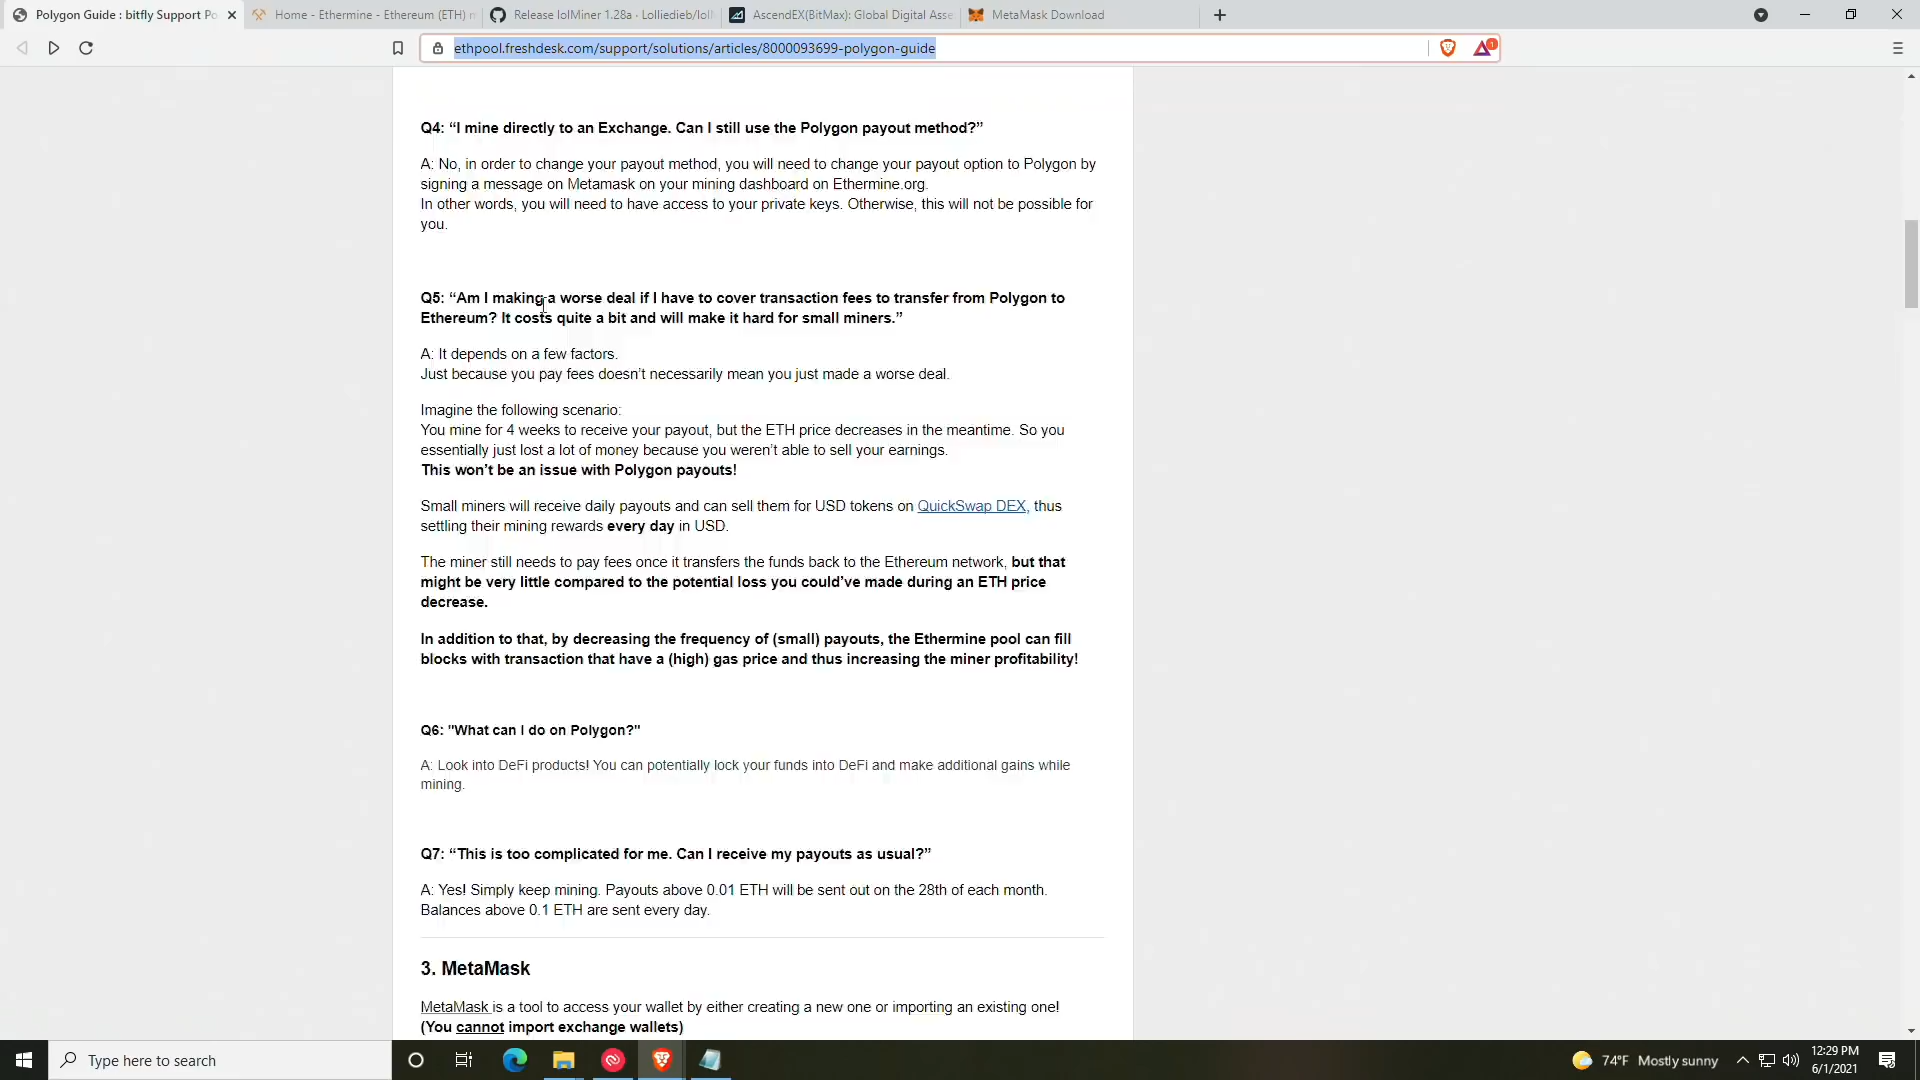 Polygon Guide : bitfly Support Po
Home - Ethermine - Ethereum (ETH) m
Release lolMiner 1.28a · Lolliedieb/lolM
AscendEX(BitMax): Global Digital Asse
MetaMask Download
ethpool.freshdesk.com/support/solutions/articles/8000093699-polygon-guide
1
Q4: “I mine directly to an Exchange. Can I still use the Polygon payout method?”
A: No, in order to change your payout method, you will need to change your payout option to Polygon by
signing a message on Metamask on your mining dashboard on Ethermine.org.
In other words, you will need to have access to your private keys. Otherwise, this will not be possible for
you.
Q5: “Am I making a worse deal if I have to cover transaction fees to transfer from Polygon to
Ethereum? It costs quite a bit and will make it hard for small miners.”
A: It depends on a few factors.
Just because you pay fees doesn’t necessarily mean you just made a worse deal.
Imagine the following scenario:
You mine for 4 weeks to receive your payout, but the ETH price decreases in the meantime. So you
essentially just lost a lot of money because you weren’t able to sell your earnings.
This won’t be an issue with Polygon payouts!
Small miners will receive daily payouts and can sell them for USD tokens on QuickSwap DEX, thus
settling their mining rewards every day in USD.
The miner still needs to pay fees once it transfers the funds back to the Ethereum network, but that
might be very little compared to the potential loss you could’ve made during an ETH price
decrease.
In addition to that, by decreasing the frequency of (small) payouts, the Ethermine pool can fill
blocks with transaction that have a (high) gas price and thus increasing the miner profitability!
Q6: "What can I do on Polygon?"
A: Look into DeFi products! You can potentially lock your funds into DeFi and make additional gains while
mining.
Q7: “This is too complicated for me. Can I receive my payouts as usual?”
A: Yes! Simply keep mining. Payouts above 0.01 ETH will be sent out on the 28th of each month.
Balances above 0.1 ETH are sent every day.
3. MetaMask
MetaMask is a tool to access your wallet by either creating a new one or importing an existing one!
(You cannot import exchange wallets)
Type here to search
74°F Mostly sunny
12:29 PM
6/1/2021